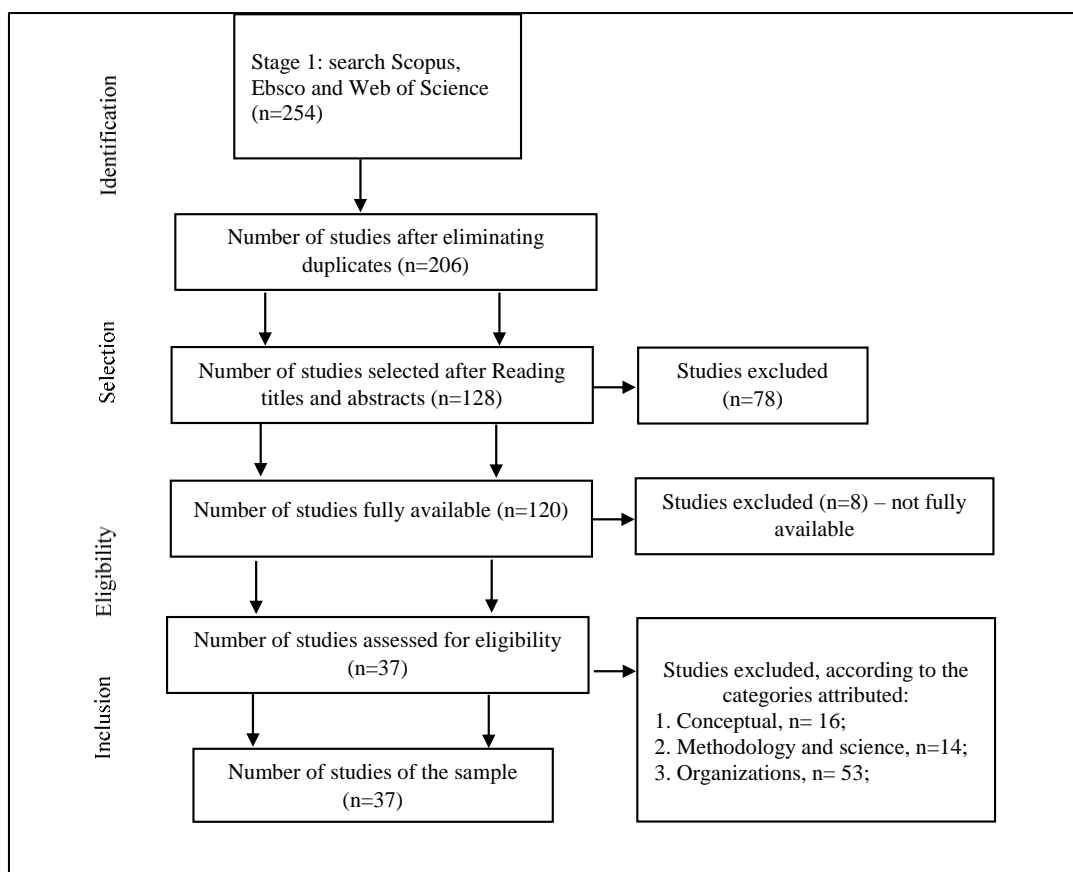 Identification
Stage 1: search Scopus,
Ebsco and Web of Science
(n=254)
Number of studies after eliminating
duplicates (n=206)
Selection
Number of studies selected after Reading
titles and abstracts (n=128)
Studies excluded
(n=78)
Eligibility
Number of studies fully available (n=120)
Studies excluded (n=8) – not fully
available
Inclusion
Number of studies assessed for eligibility
(n=37)
Studies excluded, according to the
categories attributed:
1. Conceptual, n= 16;
2. Methodology and science, n=14;
3. Organizations, n= 53;
Number of studies of the sample
(n=37)